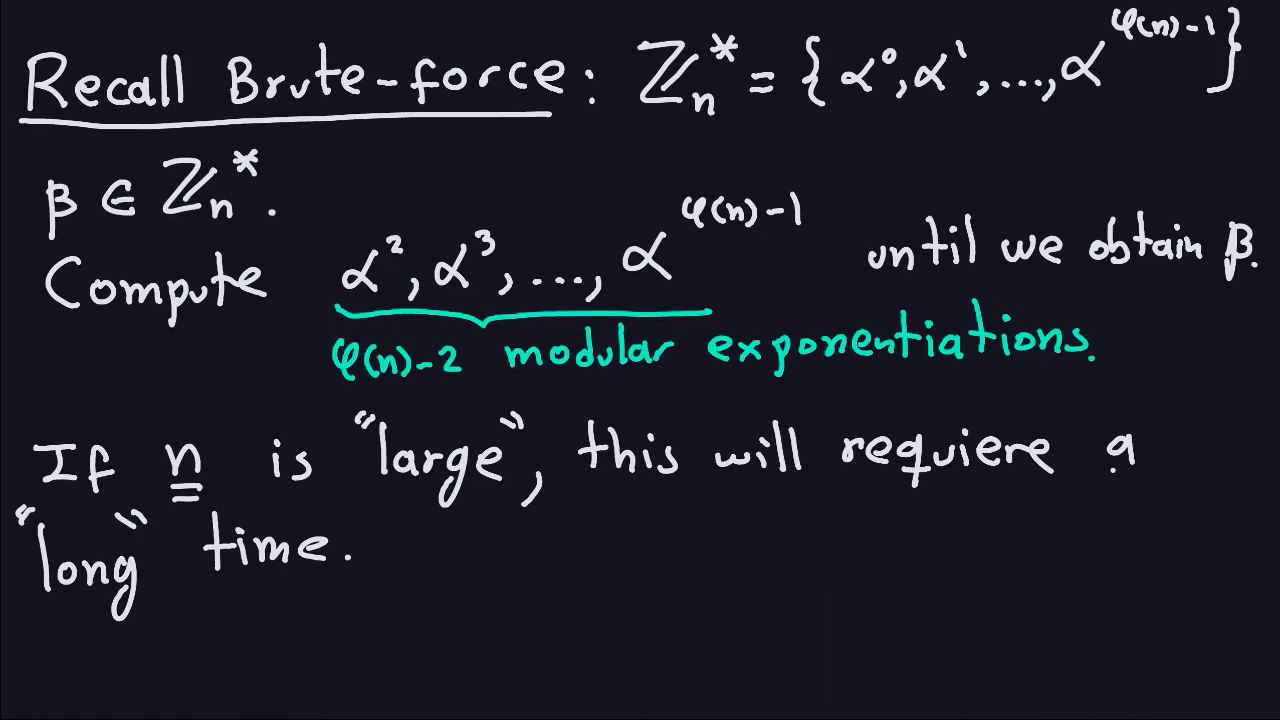 Recall Brute-force: ℤₙ* = {α⁰, α¹, ..., α^(φ(n)-1)}
β ∈ ℤₙ*.
Compute α², α³, ..., α^(φ(n)-1) until we obtain β.
φ(n)-2 modular exponentiations.
If n is "large", this will requiere a
"long" time.